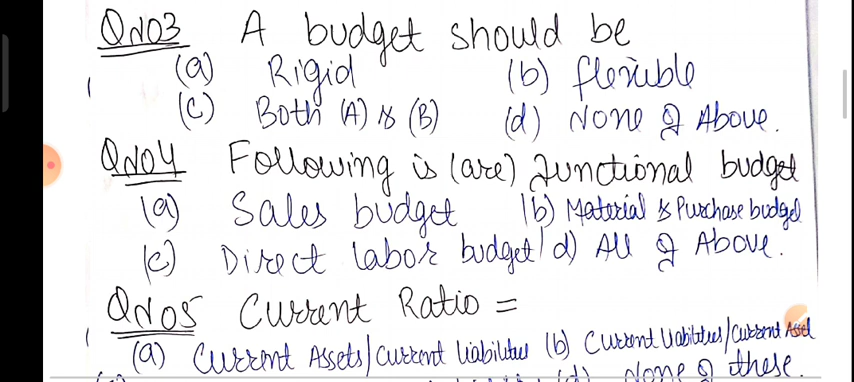 QNO3 A budget should be
(a) Rigid (b) flexible
(c) Both (A) & (B) (d) None of Above.
QNO4 Following is (are) functional budget
(a) Sales budget (b) Material & Purchase budget
(c) Direct labor budget (d) All of Above.
QNO5 Current Ratio =
(a) Current Assets/Current liabilities (b) Current liabilities/Current Asset
(d) None of these.